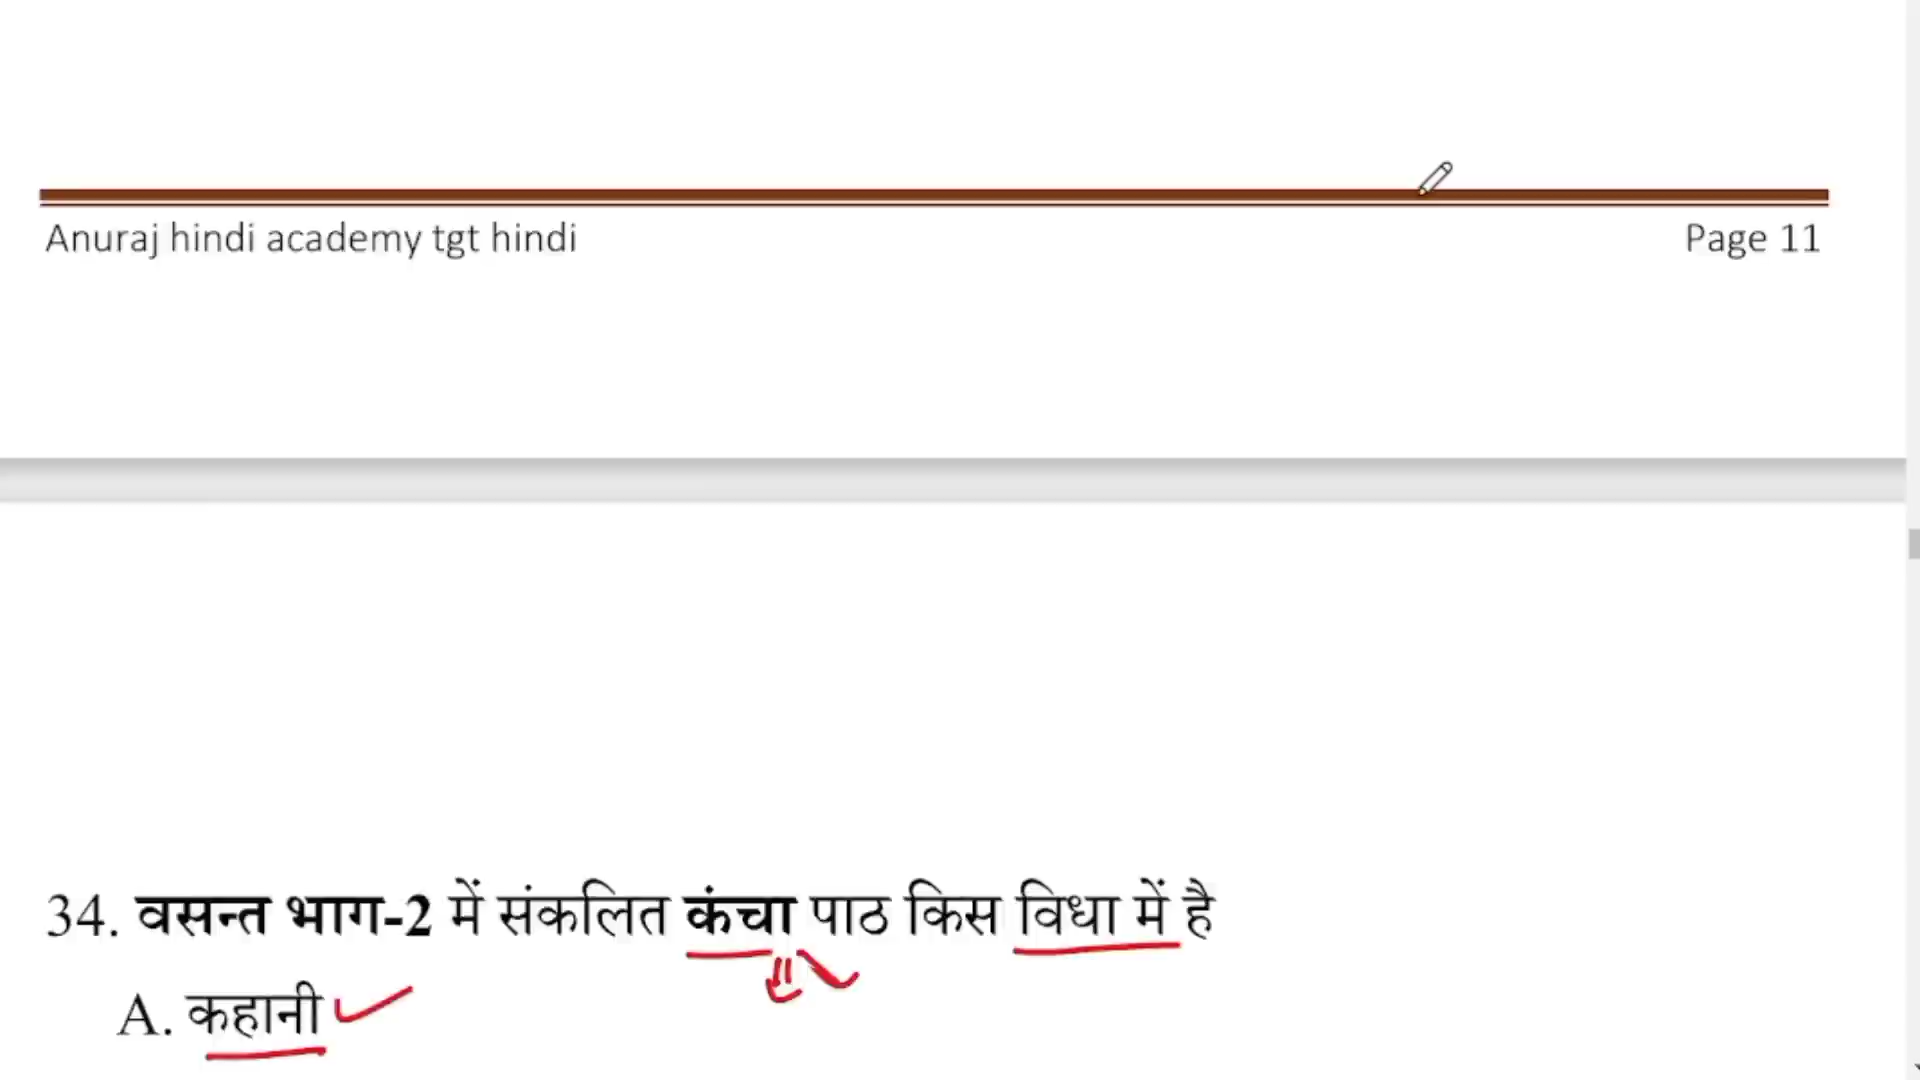 Anuraj hindi academy tgt hindi
Page 11
34. वसन्त भाग-2 में संकलित कंचा पाठ किस विधा में है
A. कहानी